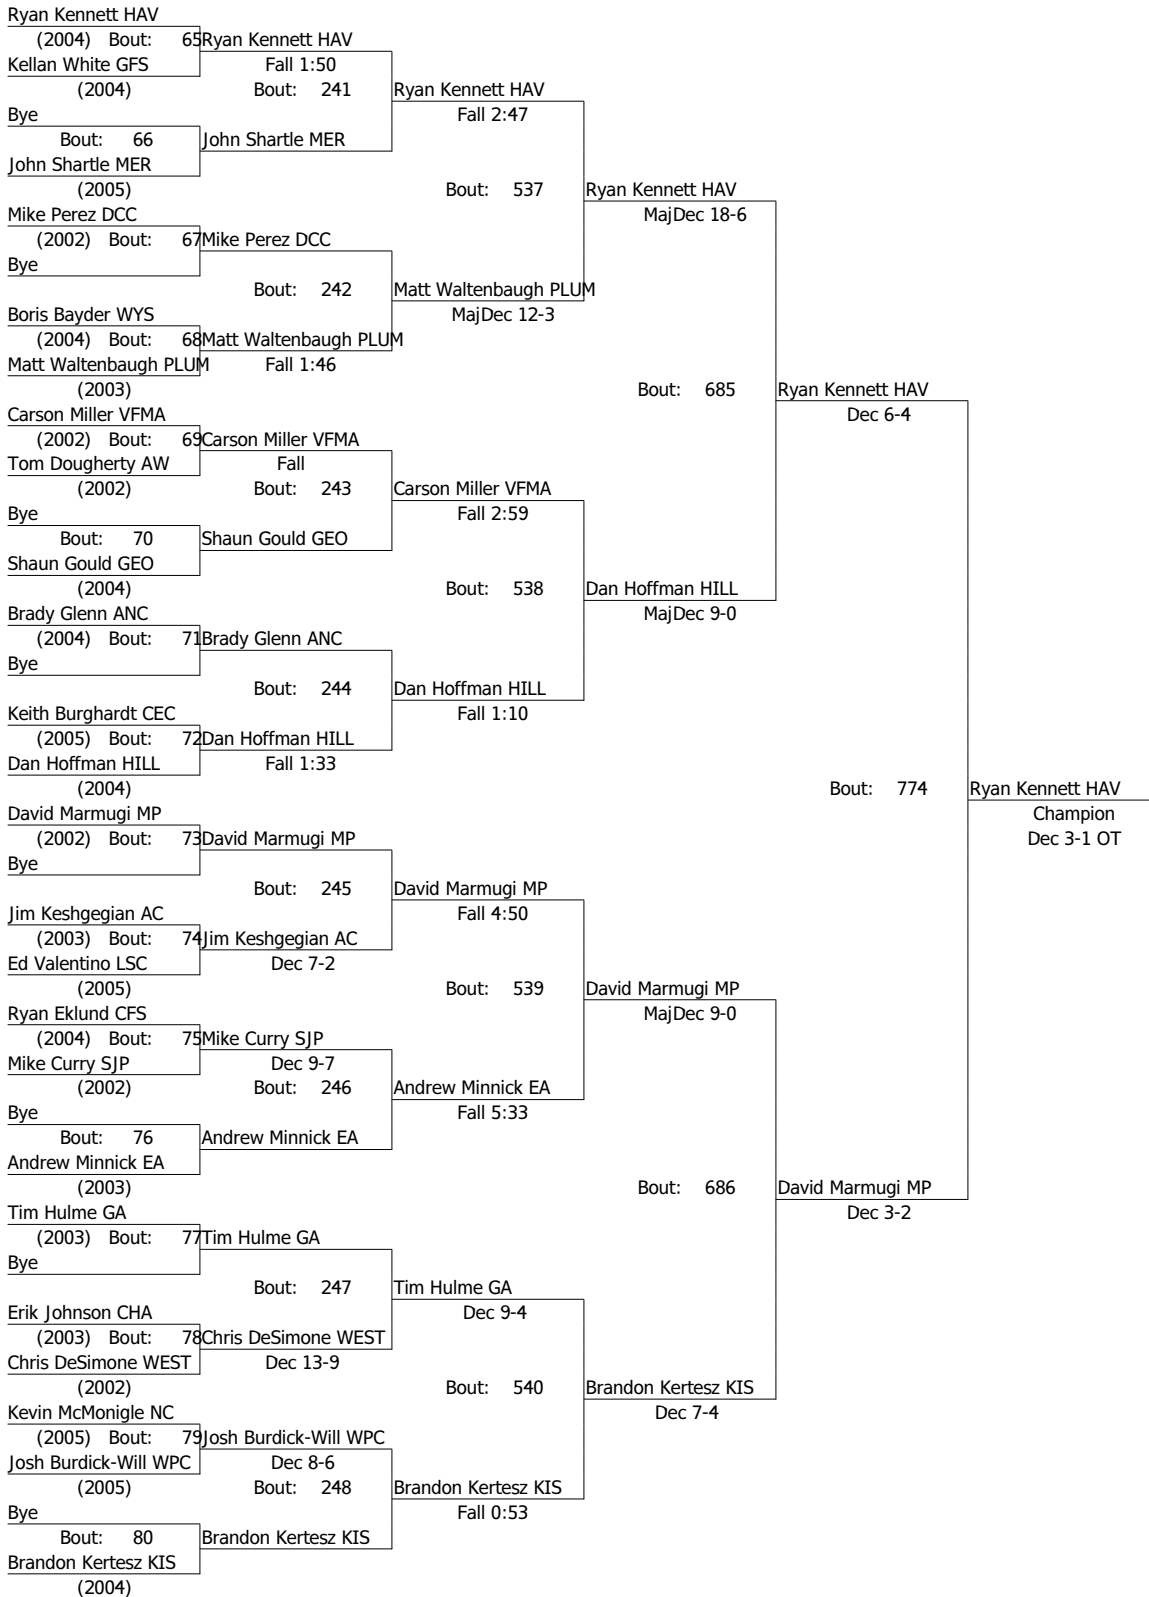 Ryan Kennett HAV
(2004) Bout: 65 Ryan Kennett HAV
Kellan White GFS Fall 1:50
(2004) Bout: 241 Ryan Kennett HAV
Bye Fall 2:47
Bout: 66 John Shartle MER
John Shartle MER
(2005) Bout: 537 Ryan Kennett HAV
Mike Perez DCC MajDec 18-6
(2002) Bout: 67 Mike Perez DCC
Bye
Bout: 242 Matt Waltenbaugh PLUM
Boris Bayder WYS MajDec 12-3
(2004) Bout: 68 Matt Waltenbaugh PLUM
Matt Waltenbaugh PLUM Fall 1:46
(2003) Bout: 685 Ryan Kennett HAV
Carson Miller VFMA Dec 6-4
(2002) Bout: 69 Carson Miller VFMA
Tom Dougherty AW Fall
(2002) Bout: 243 Carson Miller VFMA
Bye Fall 2:59
Bout: 70 Shaun Gould GEO
Shaun Gould GEO
(2004) Bout: 538 Dan Hoffman HILL
Brady Glenn ANC MajDec 9-0
(2004) Bout: 71 Brady Glenn ANC
Bye
Bout: 244 Dan Hoffman HILL
Keith Burghardt CEC Fall 1:10
(2005) Bout: 72 Dan Hoffman HILL
Dan Hoffman HILL Fall 1:33
(2004) Bout: 774 Ryan Kennett HAV
David Marmugi MP Champion
(2002) Bout: 73 David Marmugi MP Dec 3-1 OT
Bye
Bout: 245 David Marmugi MP
Jim Keshgegian AC Fall 4:50
(2003) Bout: 74 Jim Keshgegian AC
Ed Valentino LSC Dec 7-2
(2005) Bout: 539 David Marmugi MP
Ryan Eklund CFS MajDec 9-0
(2004) Bout: 75 Mike Curry SJP
Mike Curry SJP Dec 9-7
(2002) Bout: 246 Andrew Minnick EA
Bye Fall 5:33
Bout: 76 Andrew Minnick EA
Andrew Minnick EA
(2003) Bout: 686 David Marmugi MP
Tim Hulme GA Dec 3-2
(2003) Bout: 77 Tim Hulme GA
Bye
Bout: 247 Tim Hulme GA
Erik Johnson CHA Dec 9-4
(2003) Bout: 78 Chris DeSimone WEST
Chris DeSimone WEST Dec 13-9
(2002) Bout: 540 Brandon Kertesz KIS
Kevin McMonigle NC Dec 7-4
(2005) Bout: 79 Josh Burdick-Will WPC
Josh Burdick-Will WPC Dec 8-6
(2005) Bout: 248 Brandon Kertesz KIS
Bye Fall 0:53
Bout: 80 Brandon Kertesz KIS
Brandon Kertesz KIS
(2004)